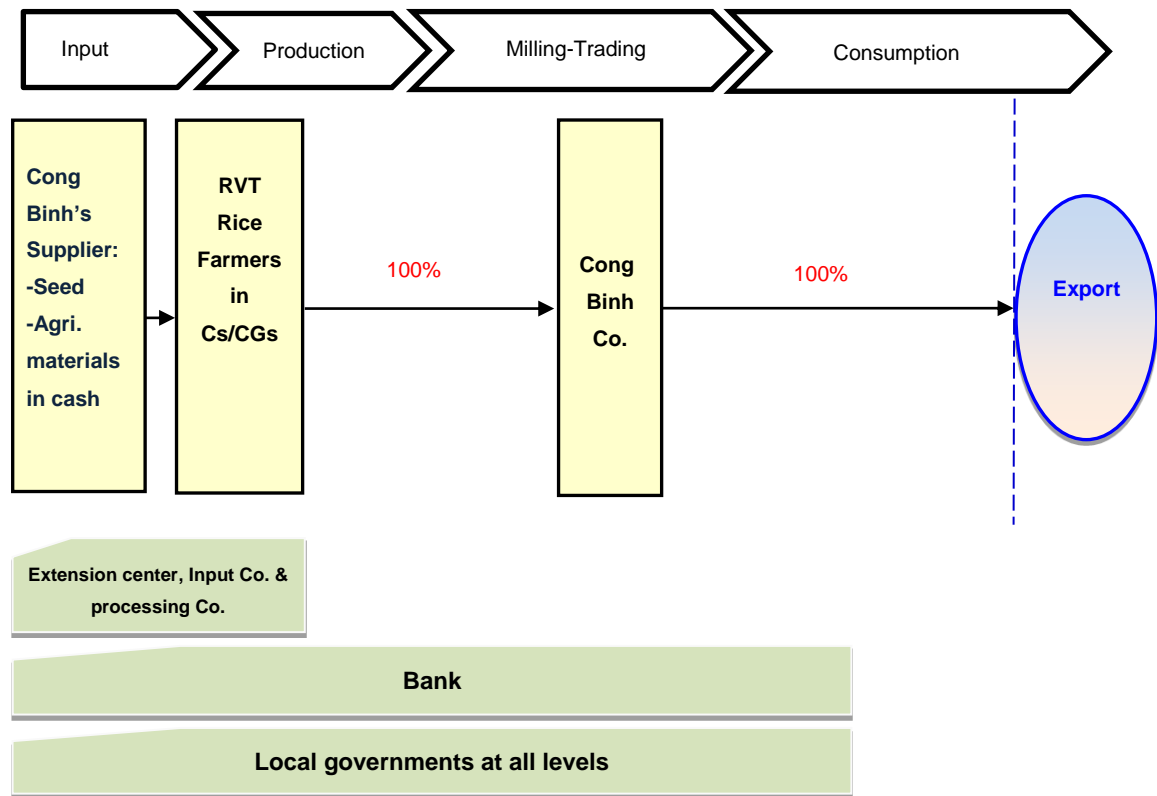 Input
Production
Milling-Trading
Consumption
Cong
Binh’s
Supplier:
-Seed
-Agri.
materials
in cash
RVT
Rice
Farmers
in
Cs/CGs
100%
Cong
Binh
Co.
100%
Export
Extension center, Input Co. &
processing Co.
Bank
Local governments at all levels